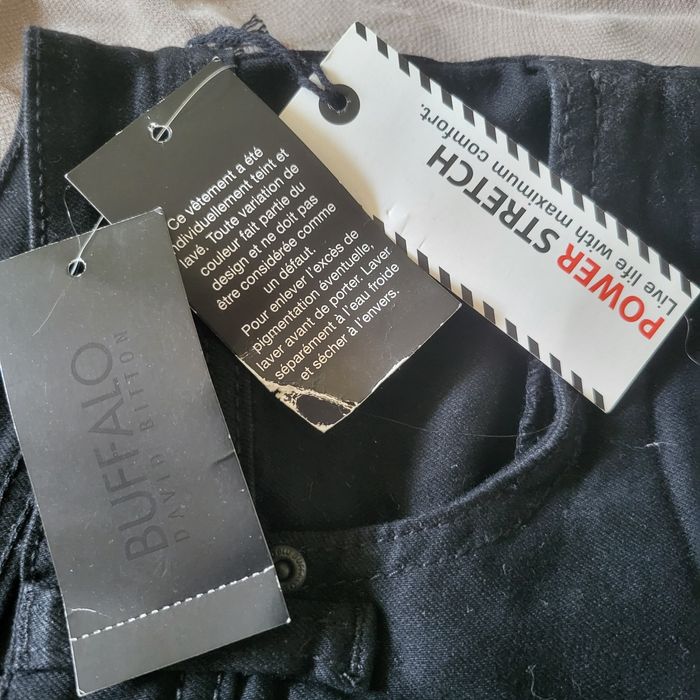 BUFFALO
DAVID BITTON
Ce vêtement a été
individuellement teint et
lavé. Toute variation de
couleur fait partie du
design et ne doit pas
être considérée comme
un défaut.
Pour enlever l'excés de
pigmentation éventuelle,
laver avant de porter. Laver
séparément à l'eau froide
et sécher à l'envers.
POWER STRETCH
Live life with maximum comfort.